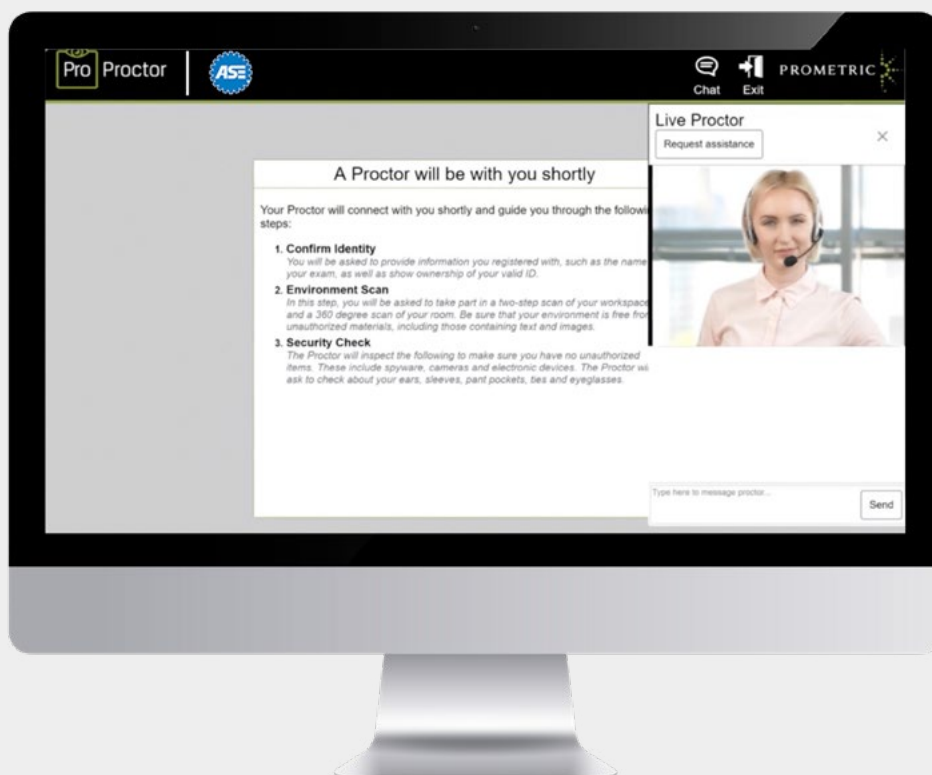 Pro Proctor
ASE
Chat
Exit
PROMETRIC
Live Proctor
Request assistance
A Proctor will be with you shortly
Your Proctor will connect with you shortly and guide you through the
steps:
1. Confirm Identity
You will be asked to provide information you registered with, such as the name
your exam, as well as show ownership of your valid ID.
2. Environment Scan
In this step, you will be asked to take part in a two-step scan of your workspace
and a 360 degree scan of your room. Be sure that your environment is free
unauthorized materials, including those containing text and images.
3. Security Check
The Proctor will inspect the following to make sure you have no unauthorized
items. These include spyware, cameras and electronic devices. The Proctor
ask to check about your ears, sleeves, pant pockets, ties and eyeglasses.
Type here to message proctor...
Send